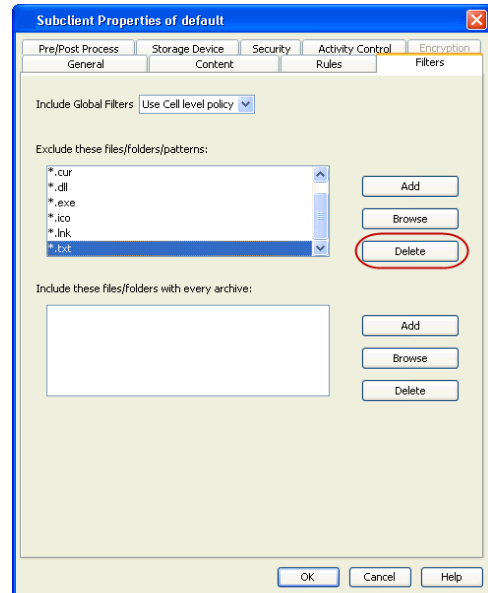 Subclient Properties of default
Pre/Post Process Storage Device Security Activity Control Encryption
General Content Rules Filters
Include Global Filters Use Cell level policy
Exclude these files/folders/patterns:
*.cur
*.dll
*.exe
*.ico
*.lnk
*.txt
Add
Browse
Delete
Include these files/folders with every archive:
Add
Browse
Delete
OK Cancel Help